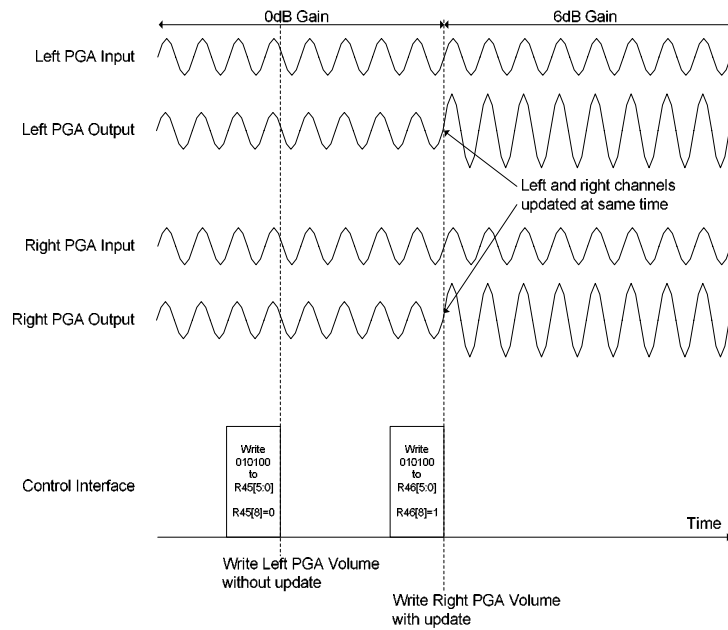 0dB Gain
6dB Gain
Left PGA Input
Left PGA Output
Left and right channels
updated at same time
Right PGA Input
Right PGA Output
Write
010100
to
R45[5:0]
R45[8]=0
Write
010100
to
R46[5:0]
R46[8]=1
Control Interface
Time
Write Left PGA Volume
without update
Write Right PGA Volume
with update